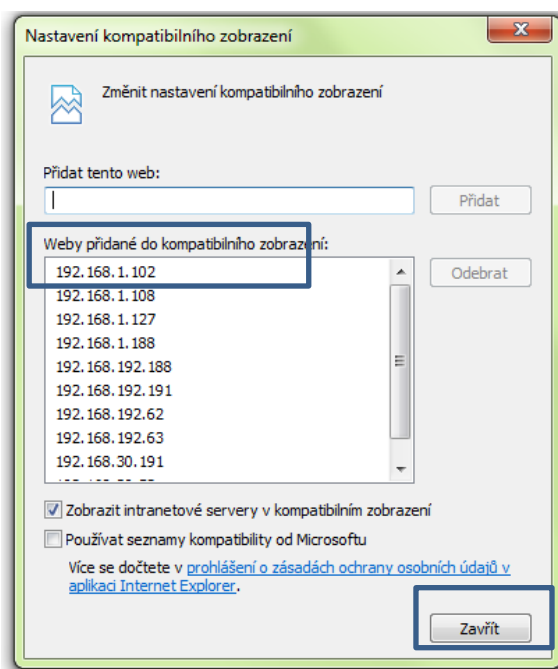 Nastavení kompatibilního zobrazení
Změnit nastavení kompatibilního zobrazení
Přidat tento web:
Přidat
Weby přidané do kompatibilního zobrazení:
192.168.1.102
Odebrat
192.168.1.108
192.168.1.127
192.168.1.188
192.168.192.188
192.168.192.191
192.168.192.62
192.168.192.63
192.168.30.191
Zobrazit intranetové servery v kompatibilním zobrazení
Používat seznamy kompatibility od Microsoftu
Více se dočtete v prohlášení o zásadách ochrany osobních údajů v
aplikaci Internet Explorer.
Zavřít